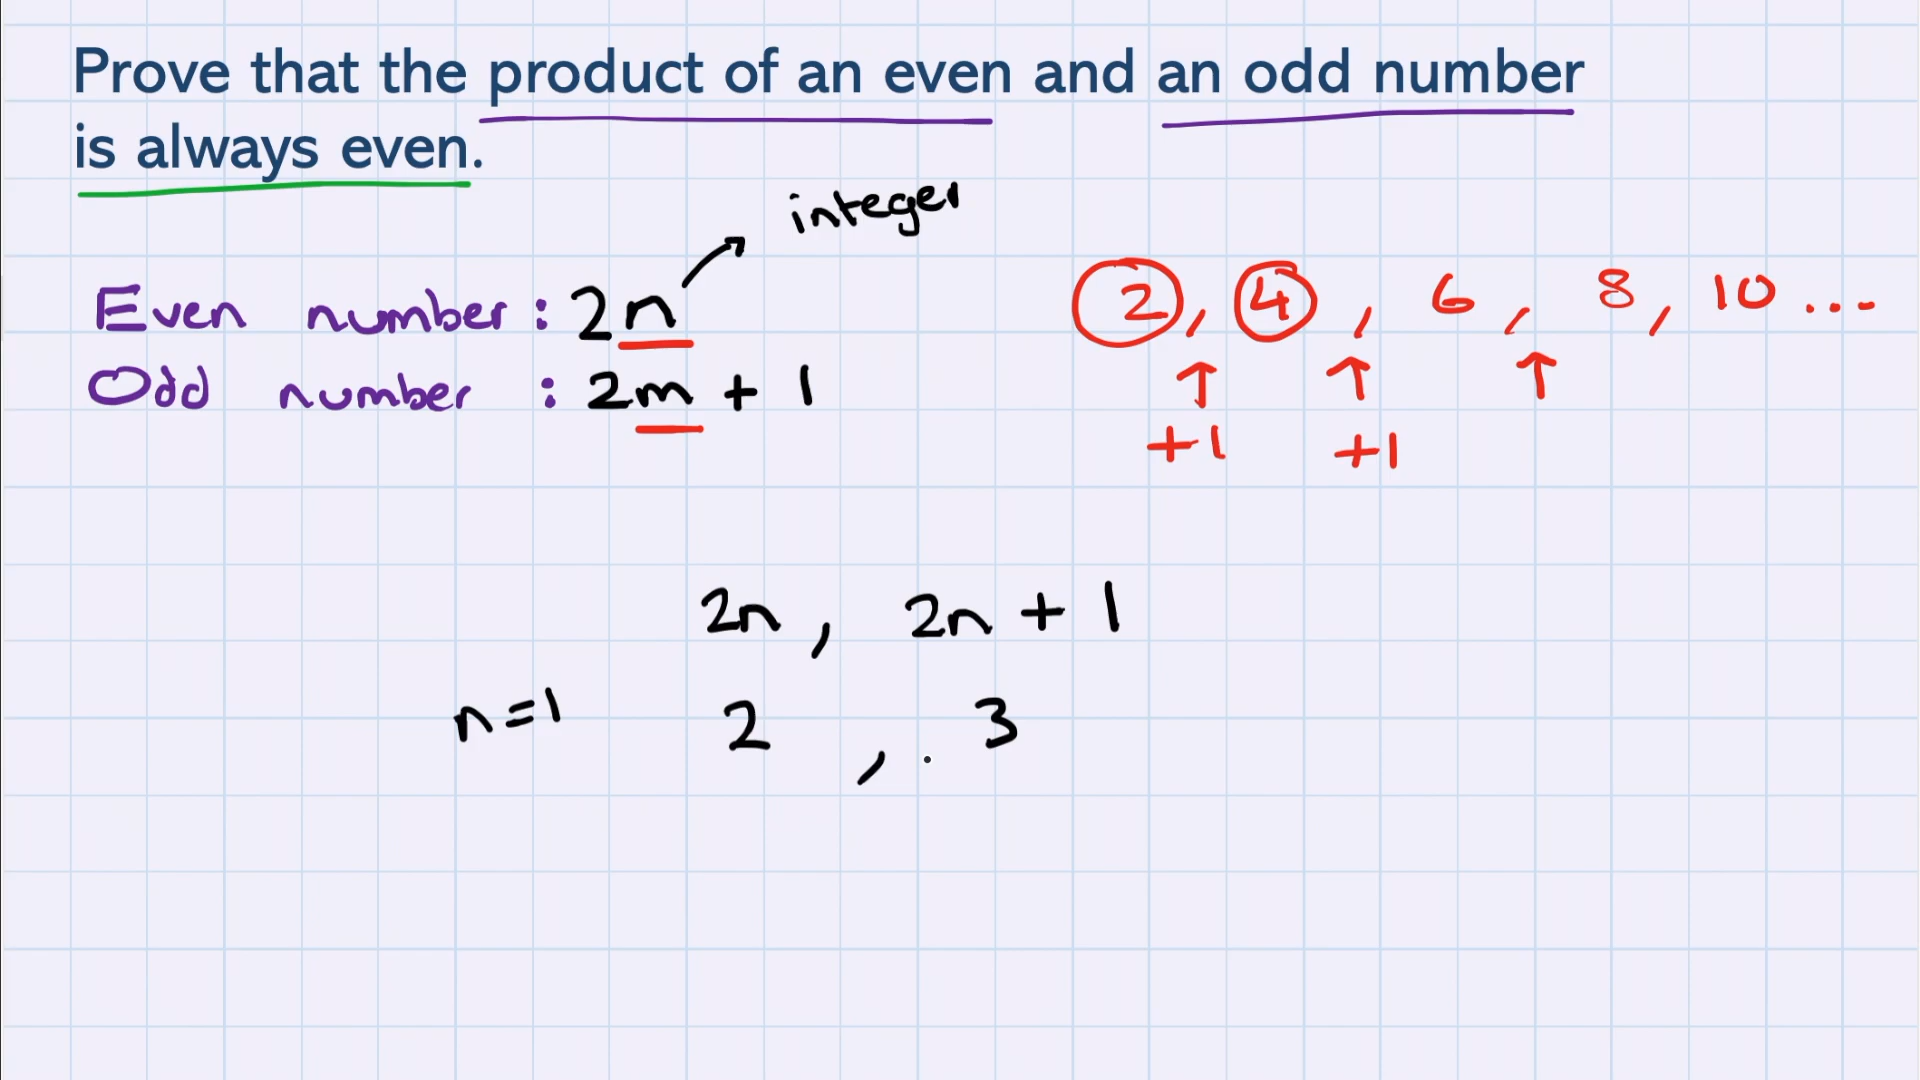 Prove that the product of an even and an odd number
is always even.
integer
Even number : 2n
2, 4, 6, 8, 10 ...
Odd number : 2m + 1
+1 +1
2n, 2n + 1
n=1 2 , 3